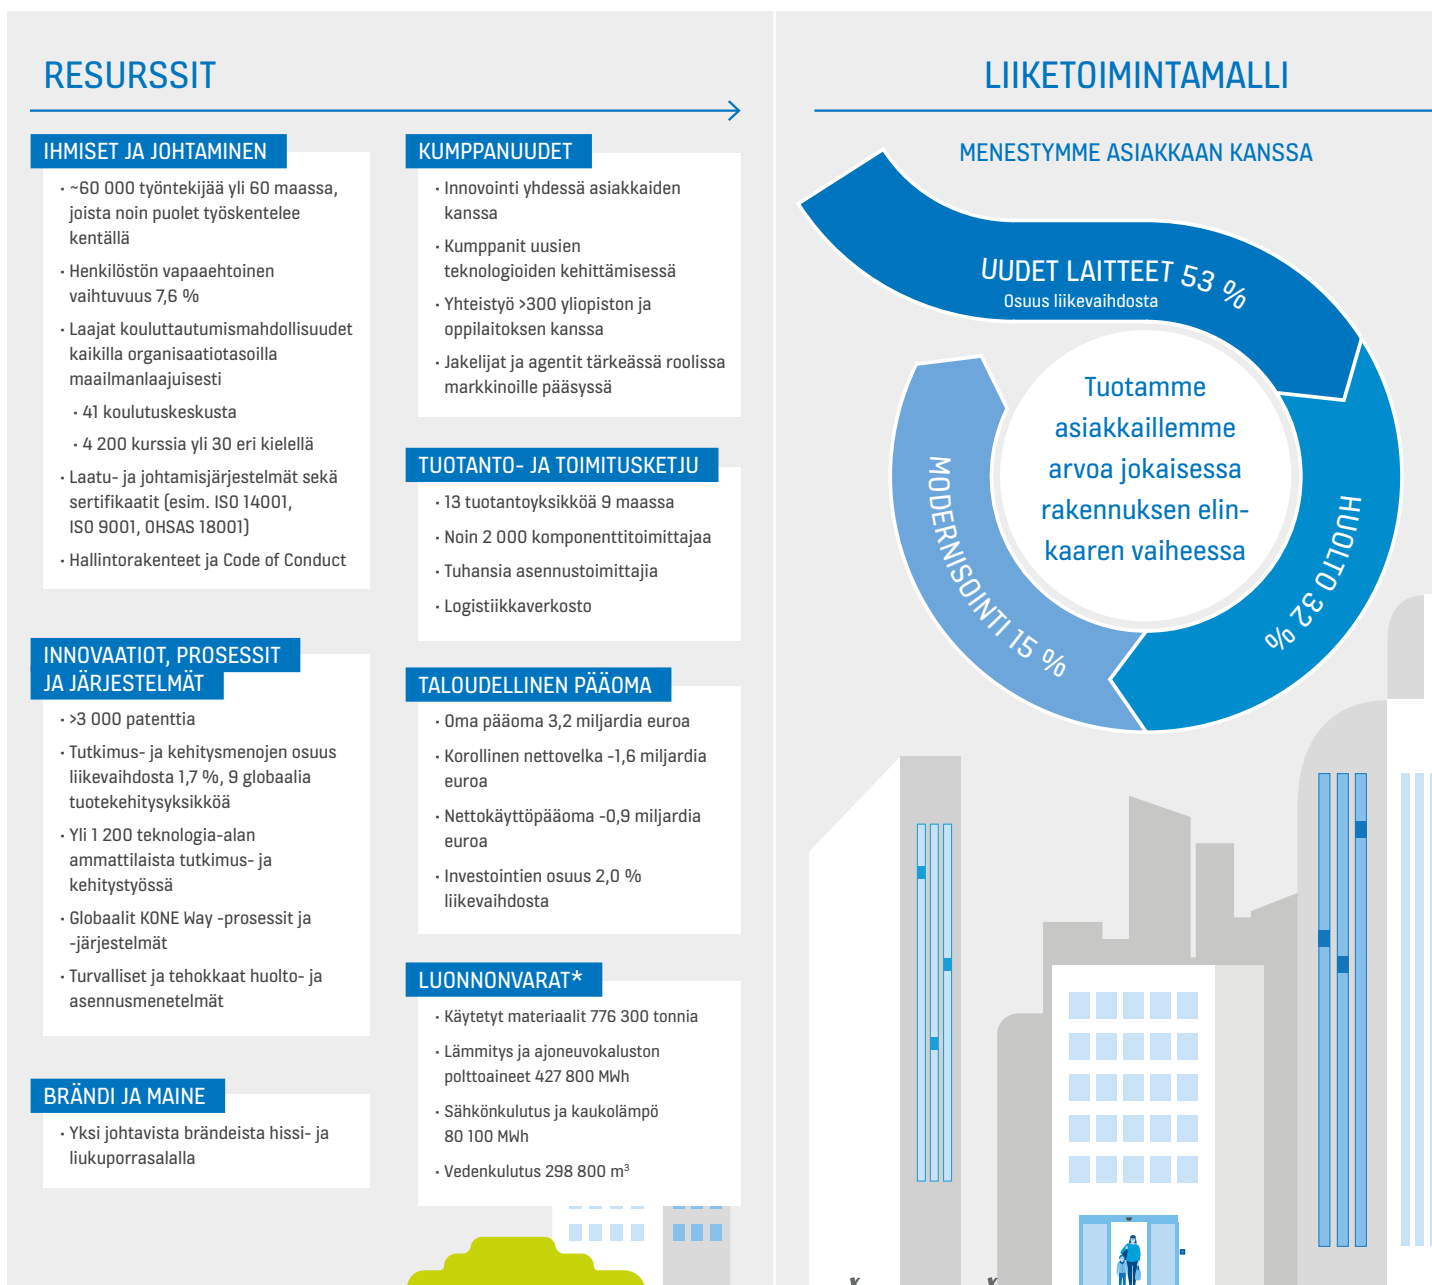 RESURSSIT
IHMISET JA JOHTAMINEN
· ~60 000 työntekijää yli 60 maassa,
joista noin puolet työskentelee
kentällä
· Henkilöstön vapaaehtoinen
vaihtuvuus 7,6 %
· Laajat kouluttautumismahdollisuudet
kaikilla organisaatiotasoilla
maailmanlaajuisesti
· 41 koulutuskeskusta
· 4 200 kurssia yli 30 eri kielellä
· Laatu- ja johtamisjärjestelmät sekä
sertifikaatit (esim. ISO 14001,
ISO 9001, OHSAS 18001)
· Hallintorakenteet ja Code of Conduct
INNOVAATIOT, PROSESSIT
JA JÄRJESTELMÄT
· >3 000 patenttia
· Tutkimus- ja kehitysmenojen osuus
liikevaihdosta 1,7 %, 9 globaalia
tuotekehitysyksikköä
· Yli 1 200 teknologia-alan
ammattilaista tutkimus- ja
kehitystyössä
· Globaalit KONE Way -prosessit ja
-järjestelmät
· Turvalliset ja tehokkaat huolto- ja
asennusmenetelmät
BRÄNDI JA MAINE
· Yksi johtavista brändeistä hissi- ja
liukuporrasalalla
KUMPPANUUDET
· Innovointi yhdessä asiakkaiden
kanssa
· Kumppanit uusien
teknologioiden kehittämisessä
· Yhteistyö >300 yliopiston ja
oppilaitoksen kanssa
· Jakelijat ja agentit tärkeässä roolissa
markkinoille pääsyssä
TUOTANTO- JA TOIMITUSKETJU
· 13 tuotantoyksikköä 9 maassa
· Noin 2 000 komponenttitoimittajaa
· Tuhansia asennustoimittajia
· Logistiikkaverkosto
TALOUDELLINEN PÄÄOMA
· Oma pääoma 3,2 miljardia euroa
· Korollinen nettovelka -1,6 miljardia
euroa
· Nettokäyttöpääoma -0,9 miljardia
euroa
· Investointien osuus 2,0 %
liikevaihdosta
LUONNONVARAT*
· Käytetyt materiaalit 776 300 tonnia
· Lämmitys ja ajoneuvokaluston
polttoaineet 427 800 MWh
· Sähkönkulutus ja kaukolämpö
80 100 MWh
· Vedenkulutus 298 800 m³
LIIKETOIMINTAMALLI
MENESTYMME ASIAKKAAN KANSSA
UUDET LAITTEET 53 %
Osuus liikevaihdosta
Tuotamme
asiakkaillemme
arvoa jokaisessa
rakennuksen elin-
kaaren vaiheessa
HUOLTO 32 %
MODERNISOINTI 15 %